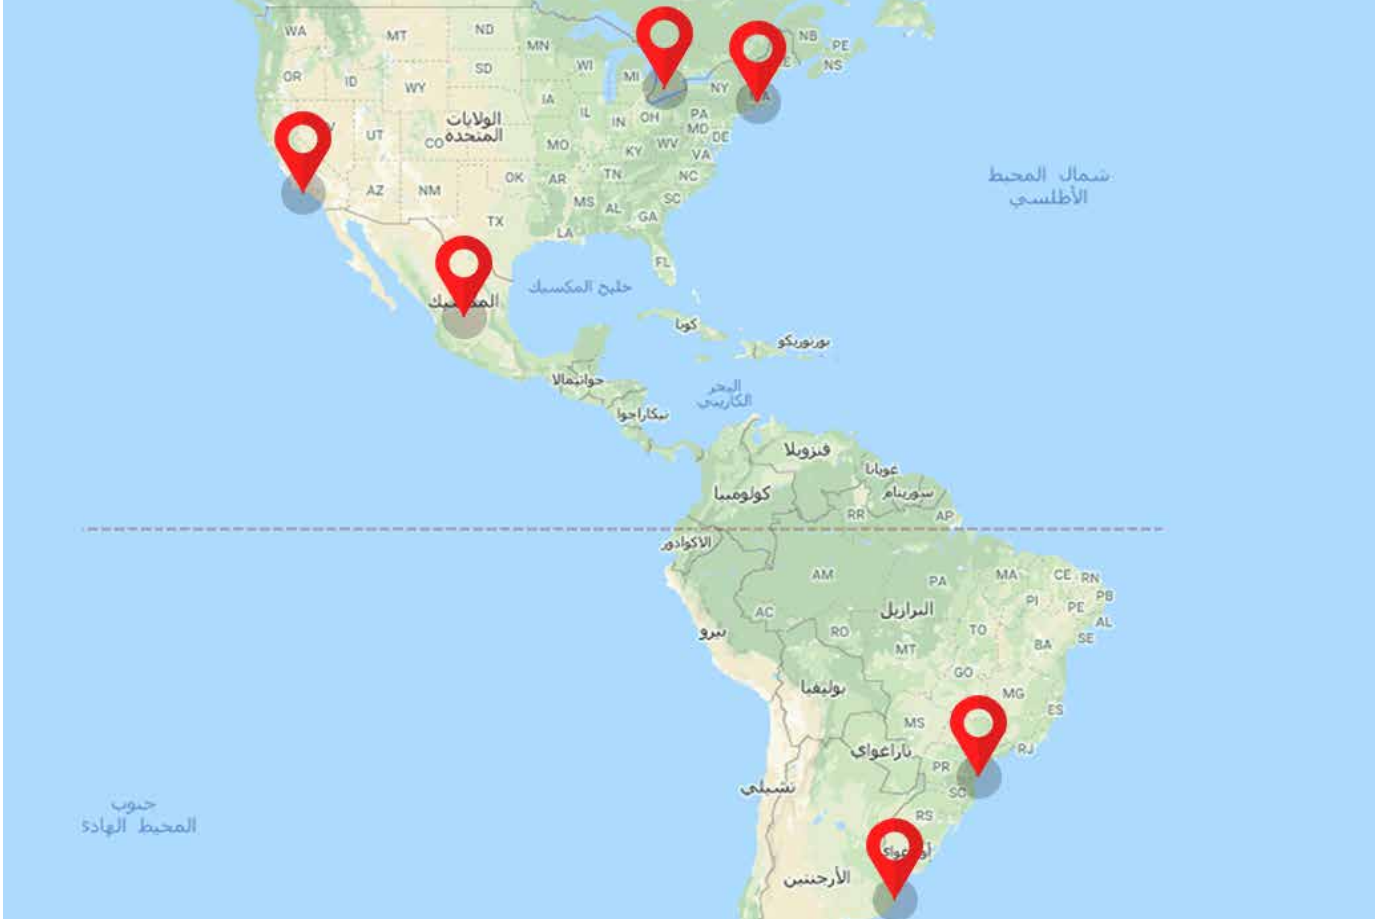 WA
MT
ND
MN
NB
PE
NS
OR
ID
SD
WI
MI
WY
NY
IA
UT
CO
الولايات
المتحدة
IL
IN
OH
PA
MD
DE
MO
KY
WV
VA
شمال المحيط
الأطلسي
AZ
NM
OK
AR
TN
NC
SC
MS
AL
GA
TX
LA
FL
خليج المكسيك
كوبا
بورتوريكو
جواتيمالا
البحر
الكاريبي
نيكاراجوا
فنزويلا
غويانا
كولومبيا
سورينام
RR
AP
الاكوادور
AM
PA
MA
CE
RN
PB
PI
PE
AL
AC
البرازيل
بيرو
RO
TO
SE
MT
BA
GO
بوليفيا
MG
ES
MS
باراغواي
RJ
PR
تشيلي
SC
جنوب
المحيط الهادئ
RS
الأرجنتين